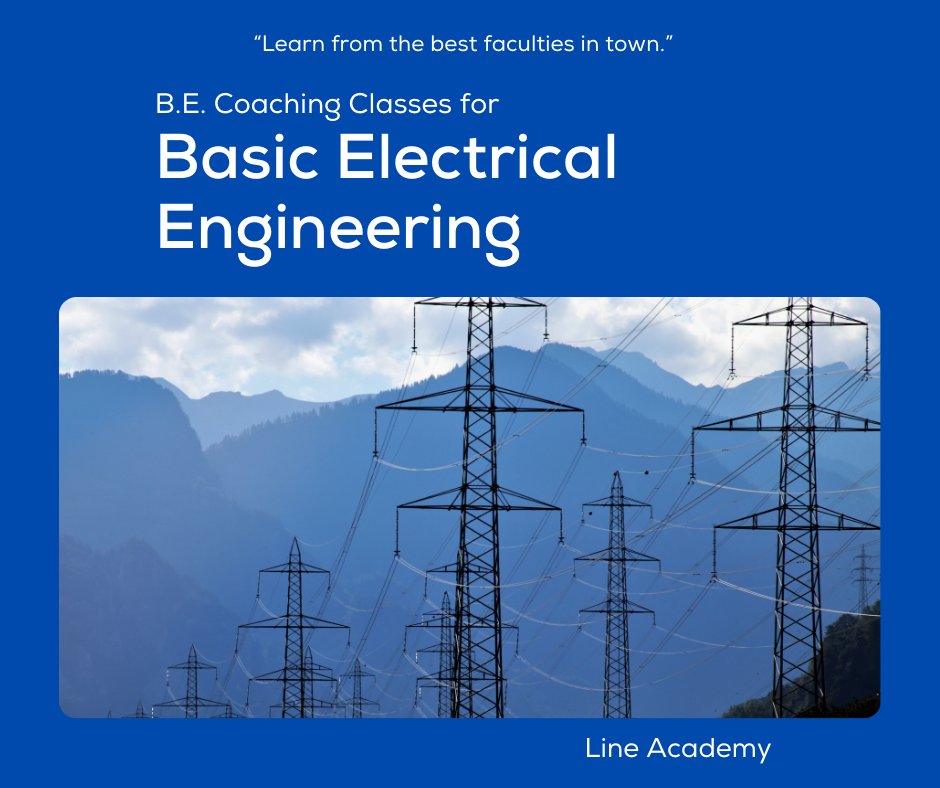 “Learn from the best faculties in town.”
B.E. Coaching Classes for
Basic Electrical
Engineering
Line Academy